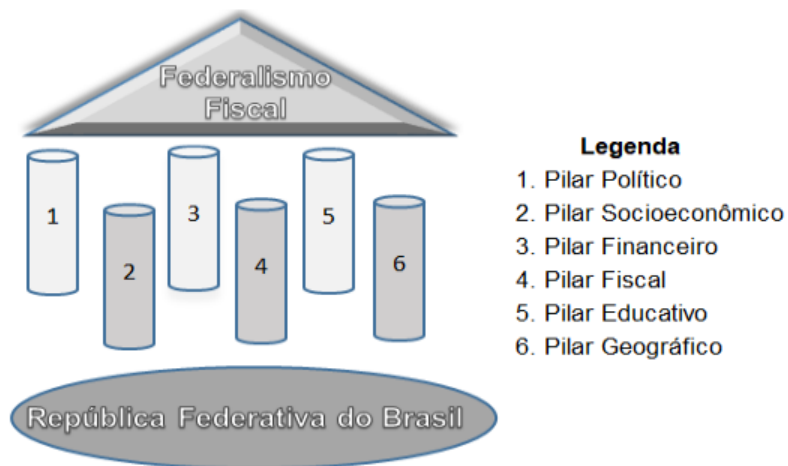 Federalismo
Fiscal
1
2
3
4
5
6
República Federativa do Brasil
Legenda
1. Pilar Político
2. Pilar Socioeconômico
3. Pilar Financeiro
4. Pilar Fiscal
5. Pilar Educativo
6. Pilar Geográfico